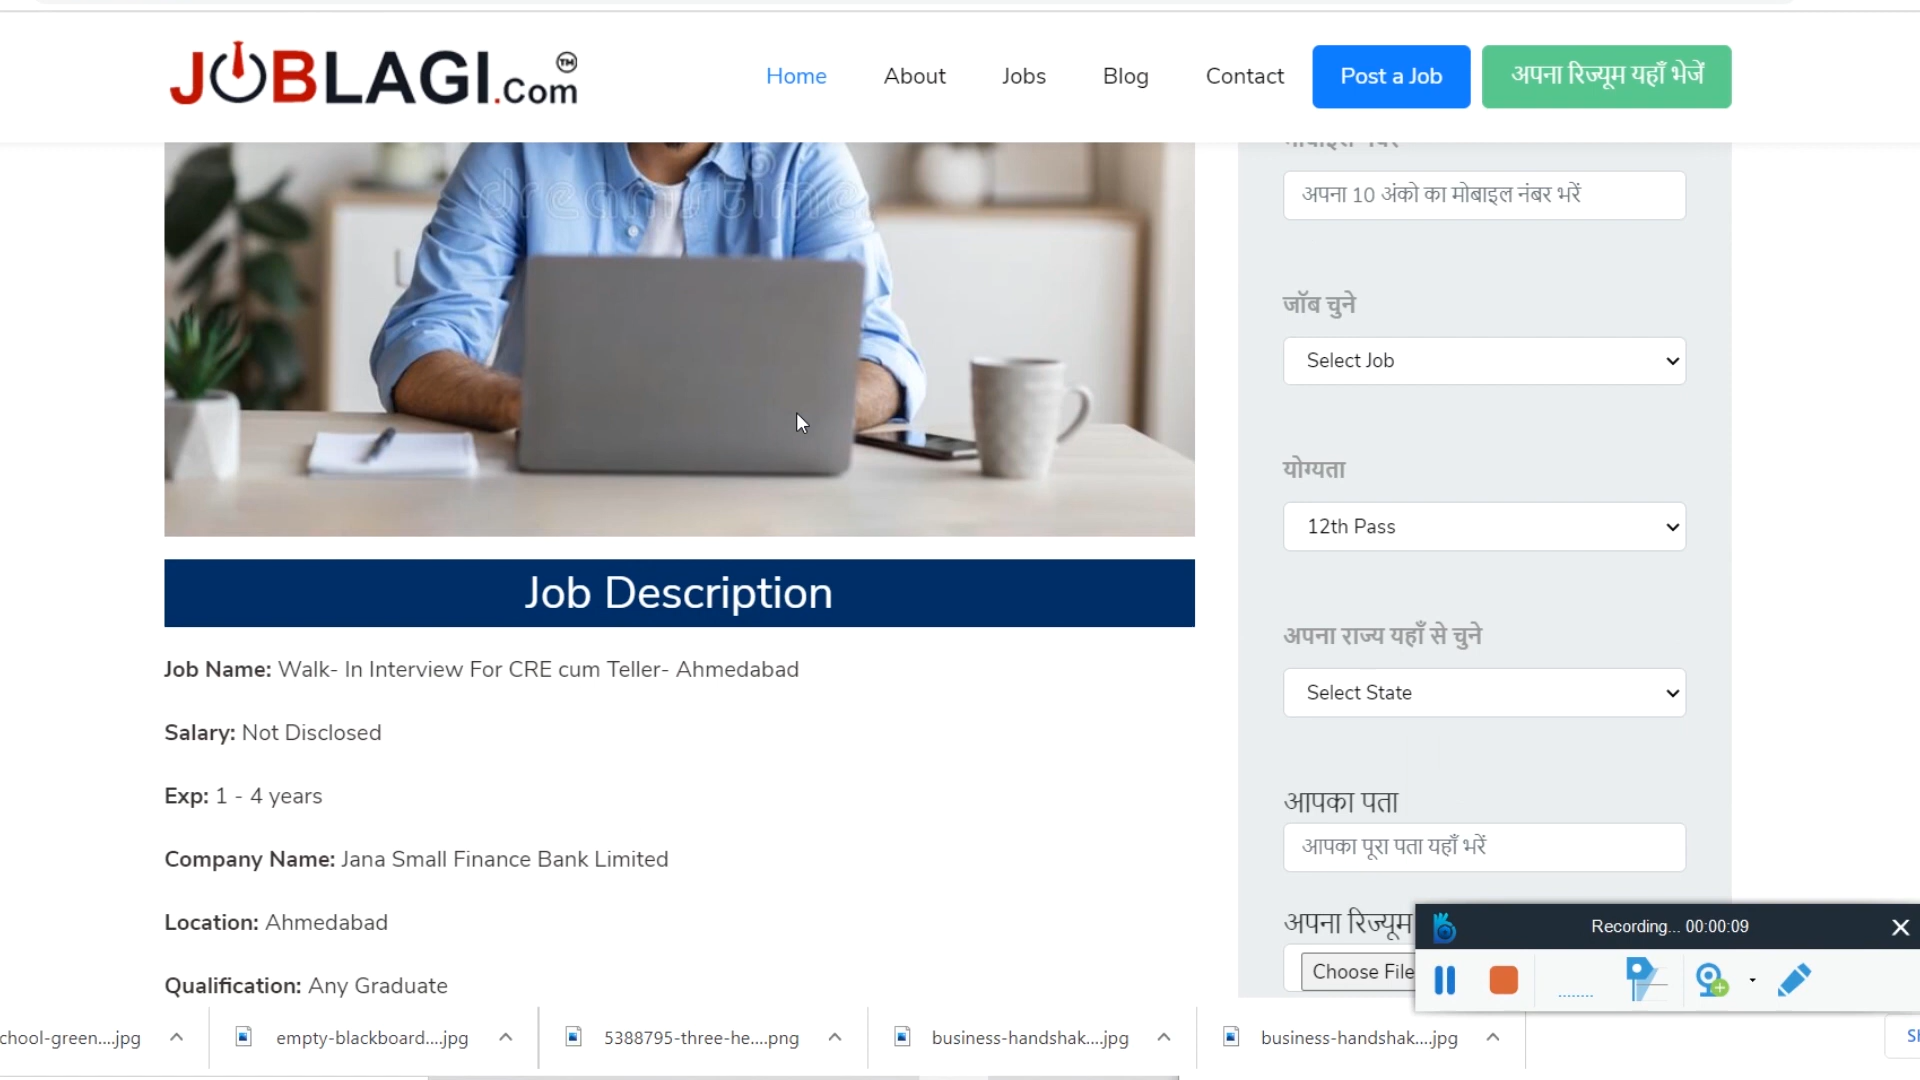 JOBLAGI.Com TM
Home About Jobs Blog Contact Post a Job अपना रिज्यूम यहाँ भेजें
dreamstime
मोबाइल नंबर
अपना 10 अंको का मोबाइल नंबर भरें
जॉब चुने
Select Job
योग्यता
12th Pass
अपना राज्य यहाँ से चुने
Select State
आपका पता
आपका पूरा पता यहाँ भरें
अपना रिज्यूम
Choose File
Job Description
Job Name: Walk- In Interview For CRE cum Teller- Ahmedabad
Salary: Not Disclosed
Exp: 1 - 4 years
Company Name: Jana Small Finance Bank Limited
Location: Ahmedabad
Qualification: Any Graduate
Recording... 00:00:09
chool-green....jpg empty-blackboard....jpg 5388795-three-he....png business-handshak....jpg business-handshak....jpg